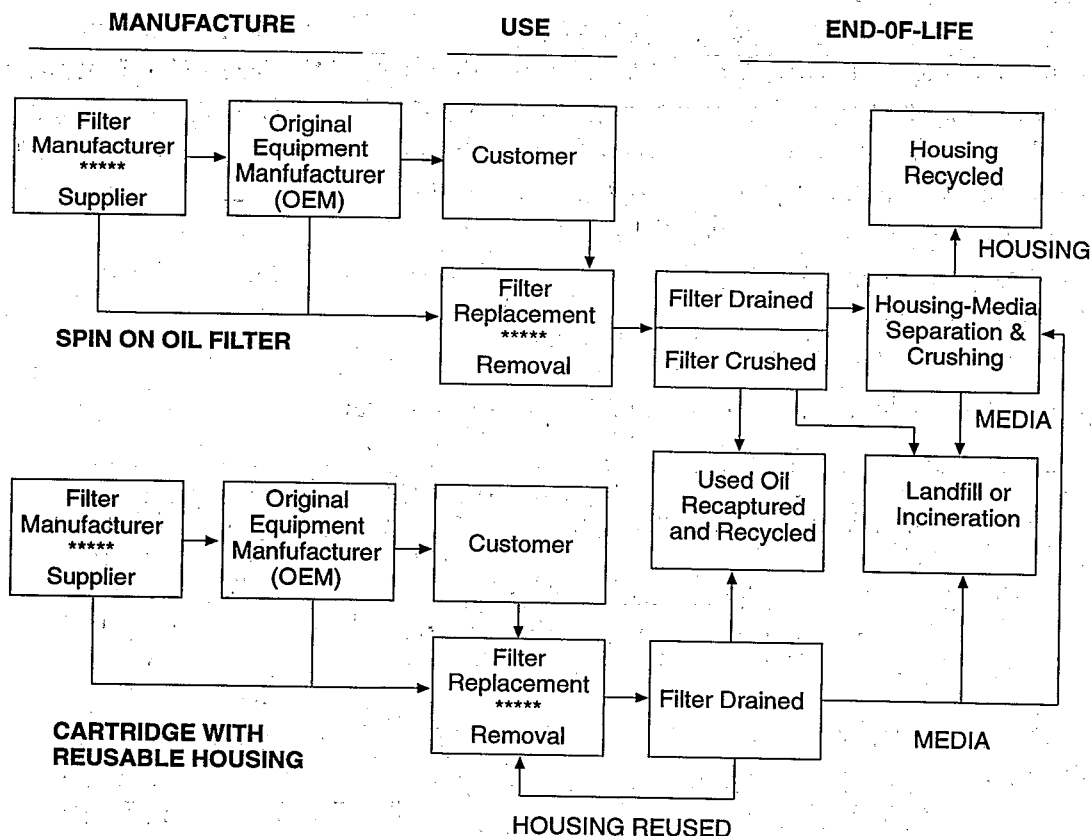 MANUFACTURE
USE
END-0F-LIFE
Filter
Manufacturer
*****
Supplier
Original
Equipment
Manfufacturer
(OEM)
Customer
Housing
Recycled
HOUSING
Filter
Replacement
*****
Removal
Filter Drained
Filter Crushed
Housing-Media
Separation &
Crushing
SPIN ON OIL FILTER
MEDIA
Used Oil
Recaptured
and Recycled
Landfill or
Incineration
Filter
Manufacturer
*****
Supplier
Original
Equipment
Manfufacturer
(OEM)
Customer
Filter
Replacement
*****
Removal
Filter Drained
CARTRIDGE WITH
REUSABLE HOUSING
MEDIA
HOUSING REUSED